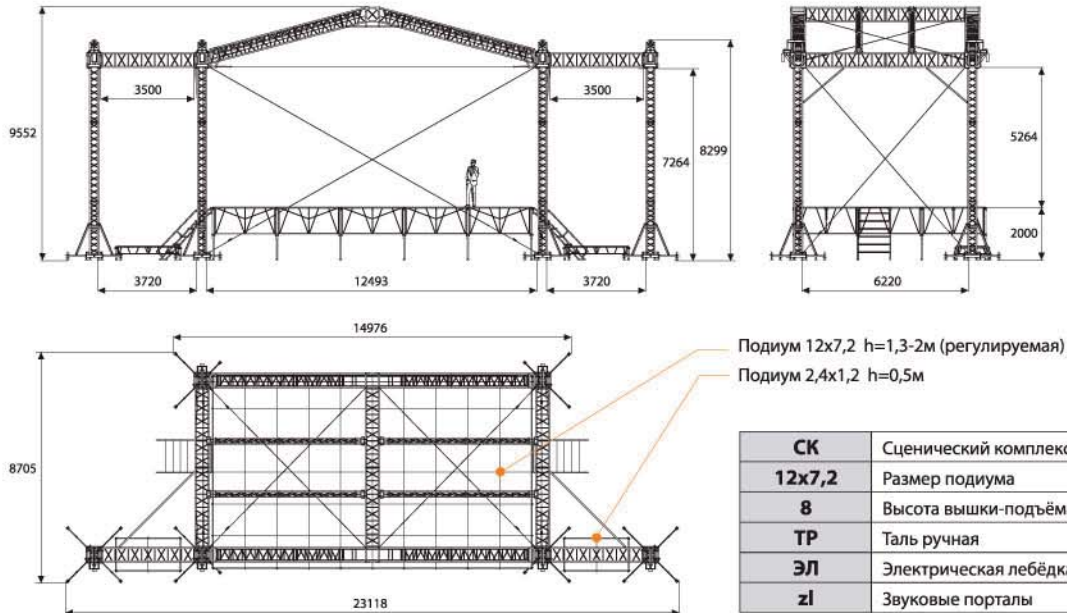 9552
3500
3500
7264
8299
5264
2000
3720
12493
3720
6220
14976
8705
23118
Подиум 12x7,2 h=1,3-2м (регулируемая)
Подиум 2,4x1,2 h=0,5м
СК Сценический комплекс
12x7,2 Размер подиума
8 Высота вышки-подъём
ТР Таль ручная
ЭЛ Электрическая лебёдка
zl Звуковые порталы